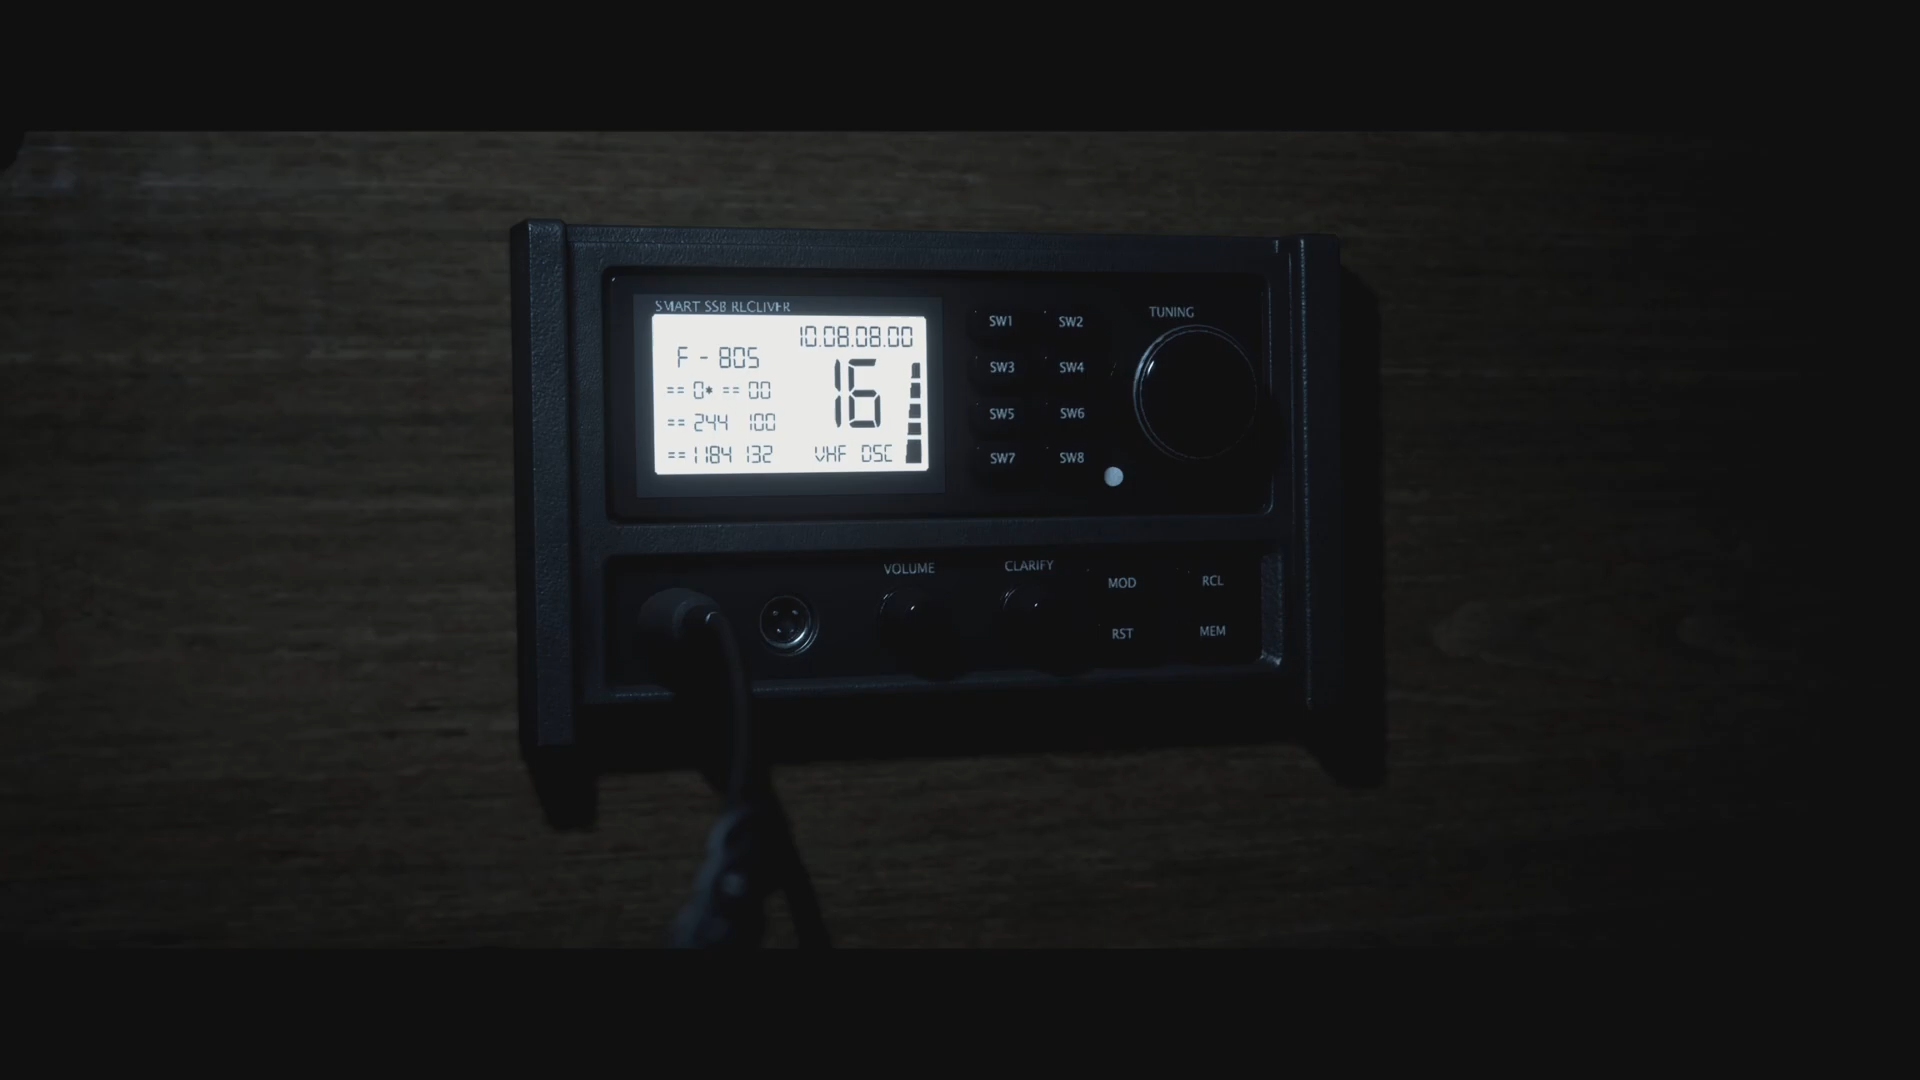 SMART SSB RECEIVER
10.08.08.00
F - 805
16
== 0* == 00
== 244 100
==1184 132
VHF DSC
SW1 SW2
SW3 SW4
SW5 SW6
SW7 SW8
TUNING
VOLUME
CLARIFY
MOD
RCL
RST
MEM